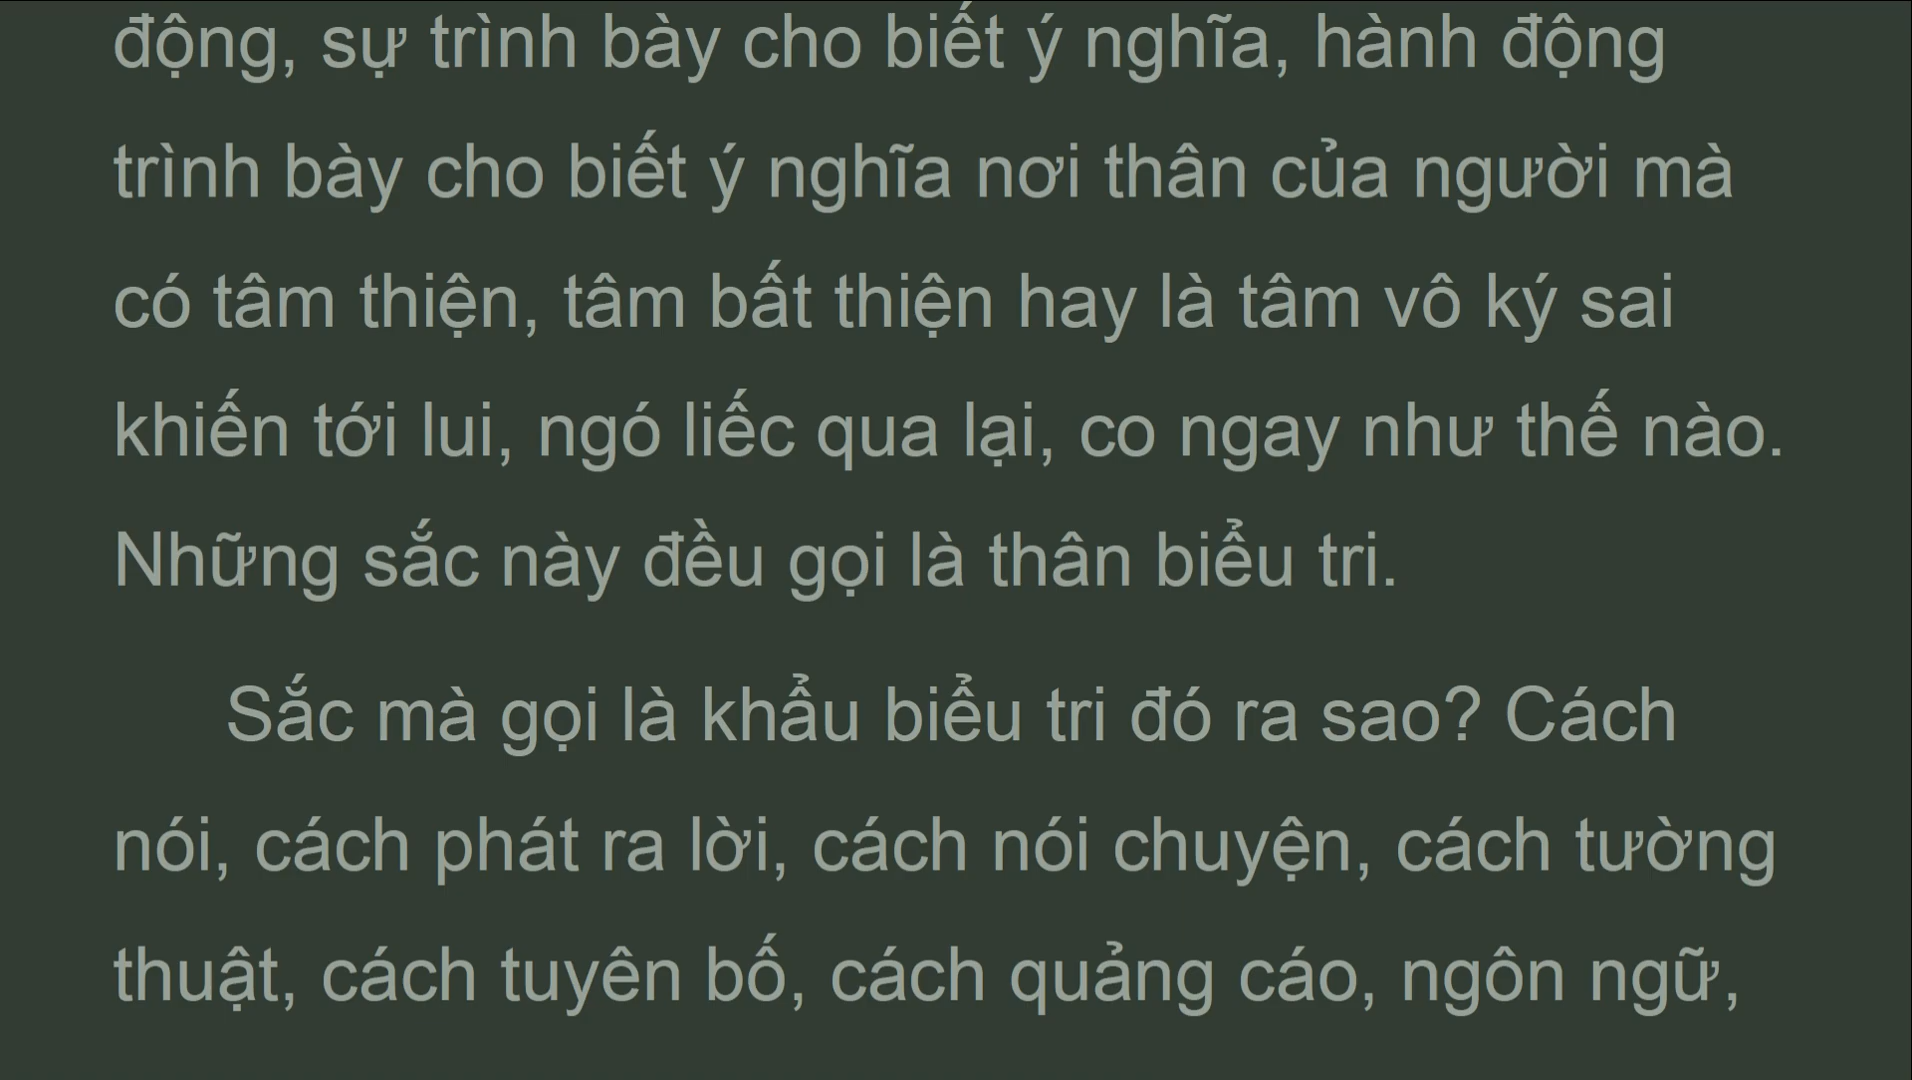 động, sự trình bày cho biết ý nghĩa, hành động
trình bày cho biết ý nghĩa nơi thân của người mà
có tâm thiện, tâm bất thiện hay là tâm vô ký sai
khiến tới lui, ngó liếc qua lại, co ngay như thế nào.
Những sắc này đều gọi là thân biểu tri.
Sắc mà gọi là khẩu biểu tri đó ra sao? Cách
nói, cách phát ra lời, cách nói chuyện, cách tường
thuật, cách tuyên bố, cách quảng cáo, ngôn ngữ,